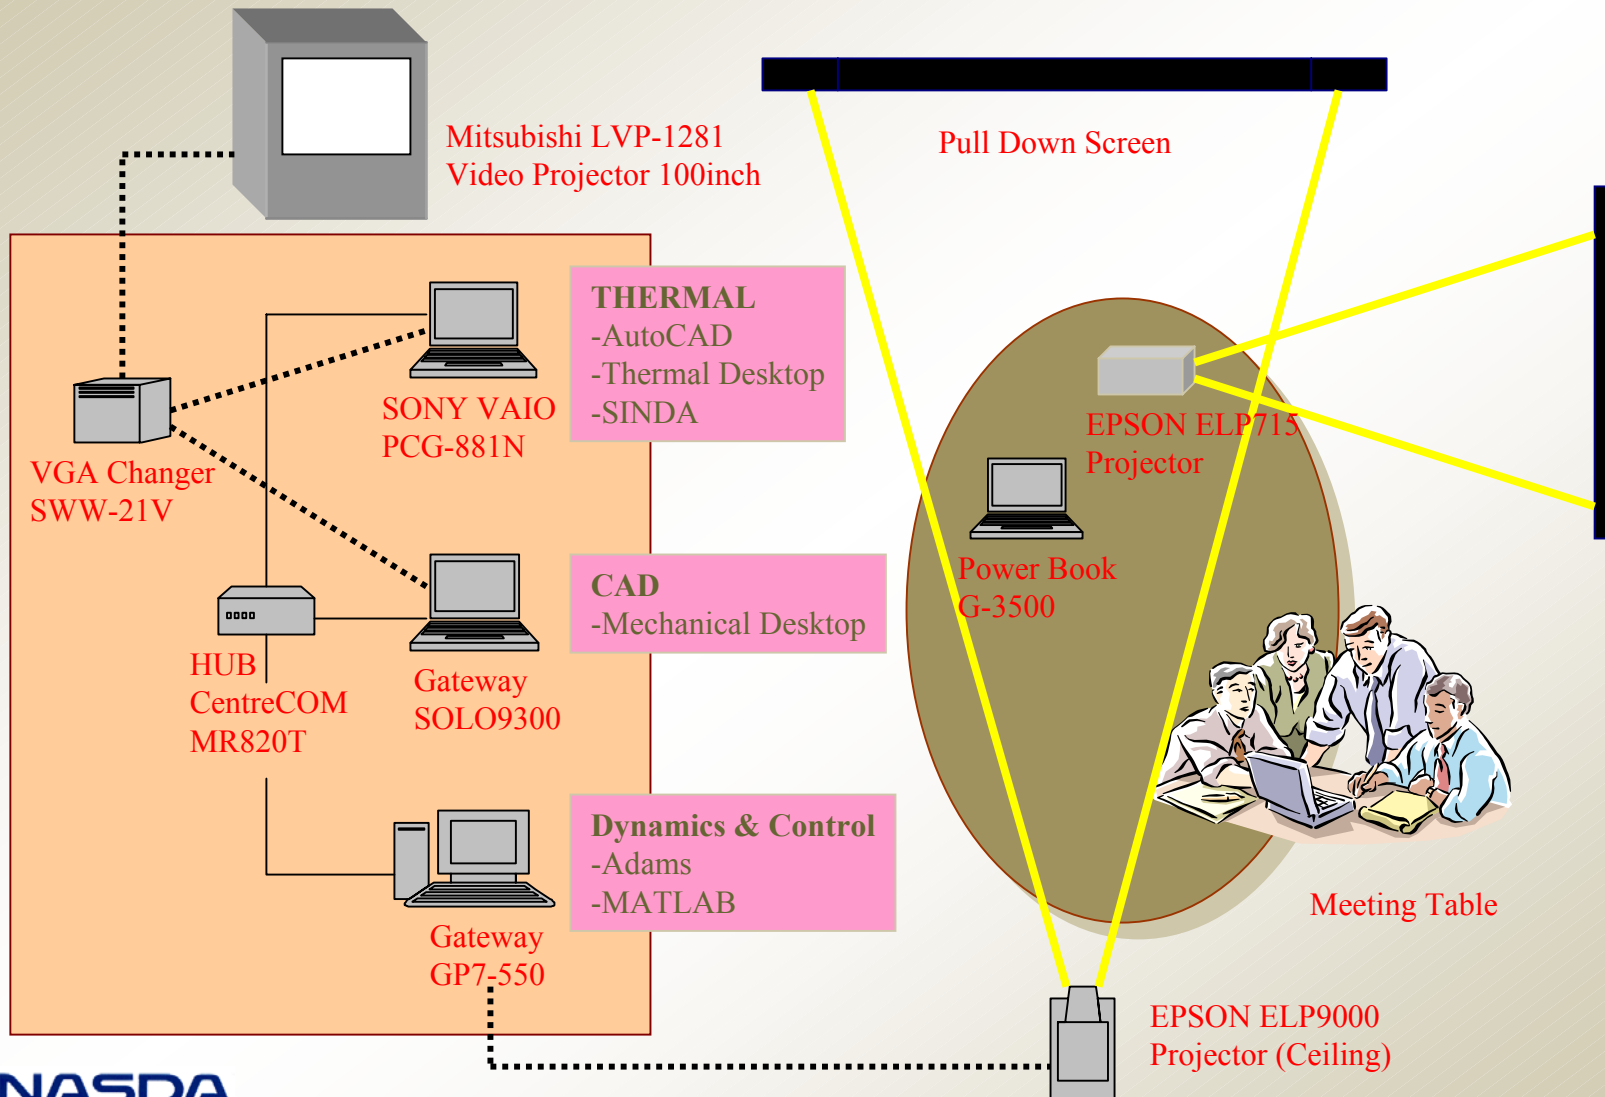 Mitsubishi LVP-1281
Video Projector 100inch
Pull Down Screen
THERMAL
-AutoCAD
-Thermal Desktop
-SINDA
SONY VAIO
PCG-881N
VGA Changer
SWW-21V
EPSON ELP715
Projector
Power Book
G-3500
CAD
-Mechanical Desktop
HUB
CentreCOM
MR820T
Gateway
SOLO9300
Dynamics & Control
-Adams
-MATLAB
Gateway
GP7-550
Meeting Table
EPSON ELP9000
Projector (Ceiling)
NASDA